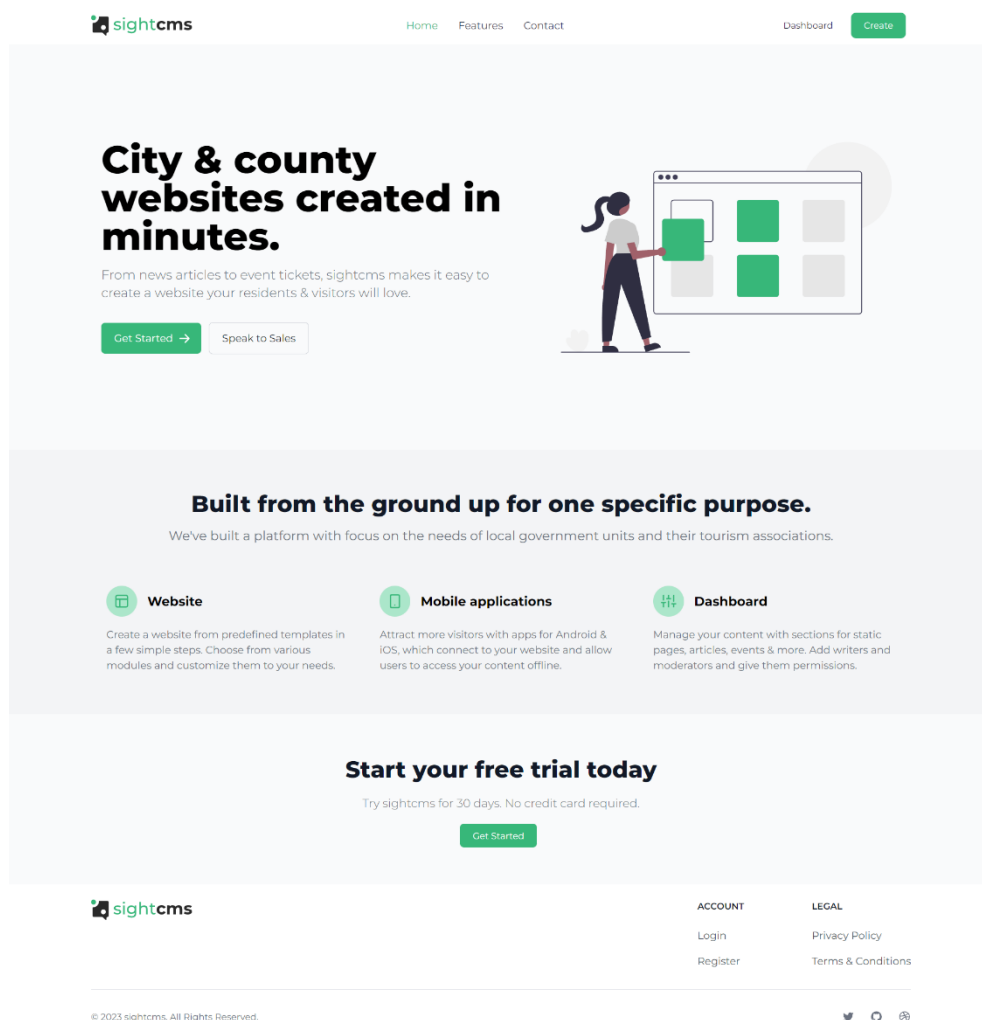 sightcms
Home Features Contact
Dashboard
Create
City & county
websites created in
minutes.
From news articles to event tickets, sightcms makes it easy to
create a website your residents & visitors will love.
Get Started
Speak to Sales
Built from the ground up for one specific purpose.
We've built a platform with focus on the needs of local government units and their tourism associations.
Website
Create a website from predefined templates in
a few simple steps. Choose from various
modules and customize them to your needs.
Mobile applications
Attract more visitors with apps for Android &
iOS, which connect to your website and allow
users to access your content offline.
Dashboard
Manage your content with sections for static
pages, articles, events & more. Add writers and
moderators and give them permissions.
Start your free trial today
Try sightcms for 30 days. No credit card required.
Get Started
sightcms
ACCOUNT
Login
Register
LEGAL
Privacy Policy
Terms & Conditions
© 2023 sightcms. All Rights Reserved.